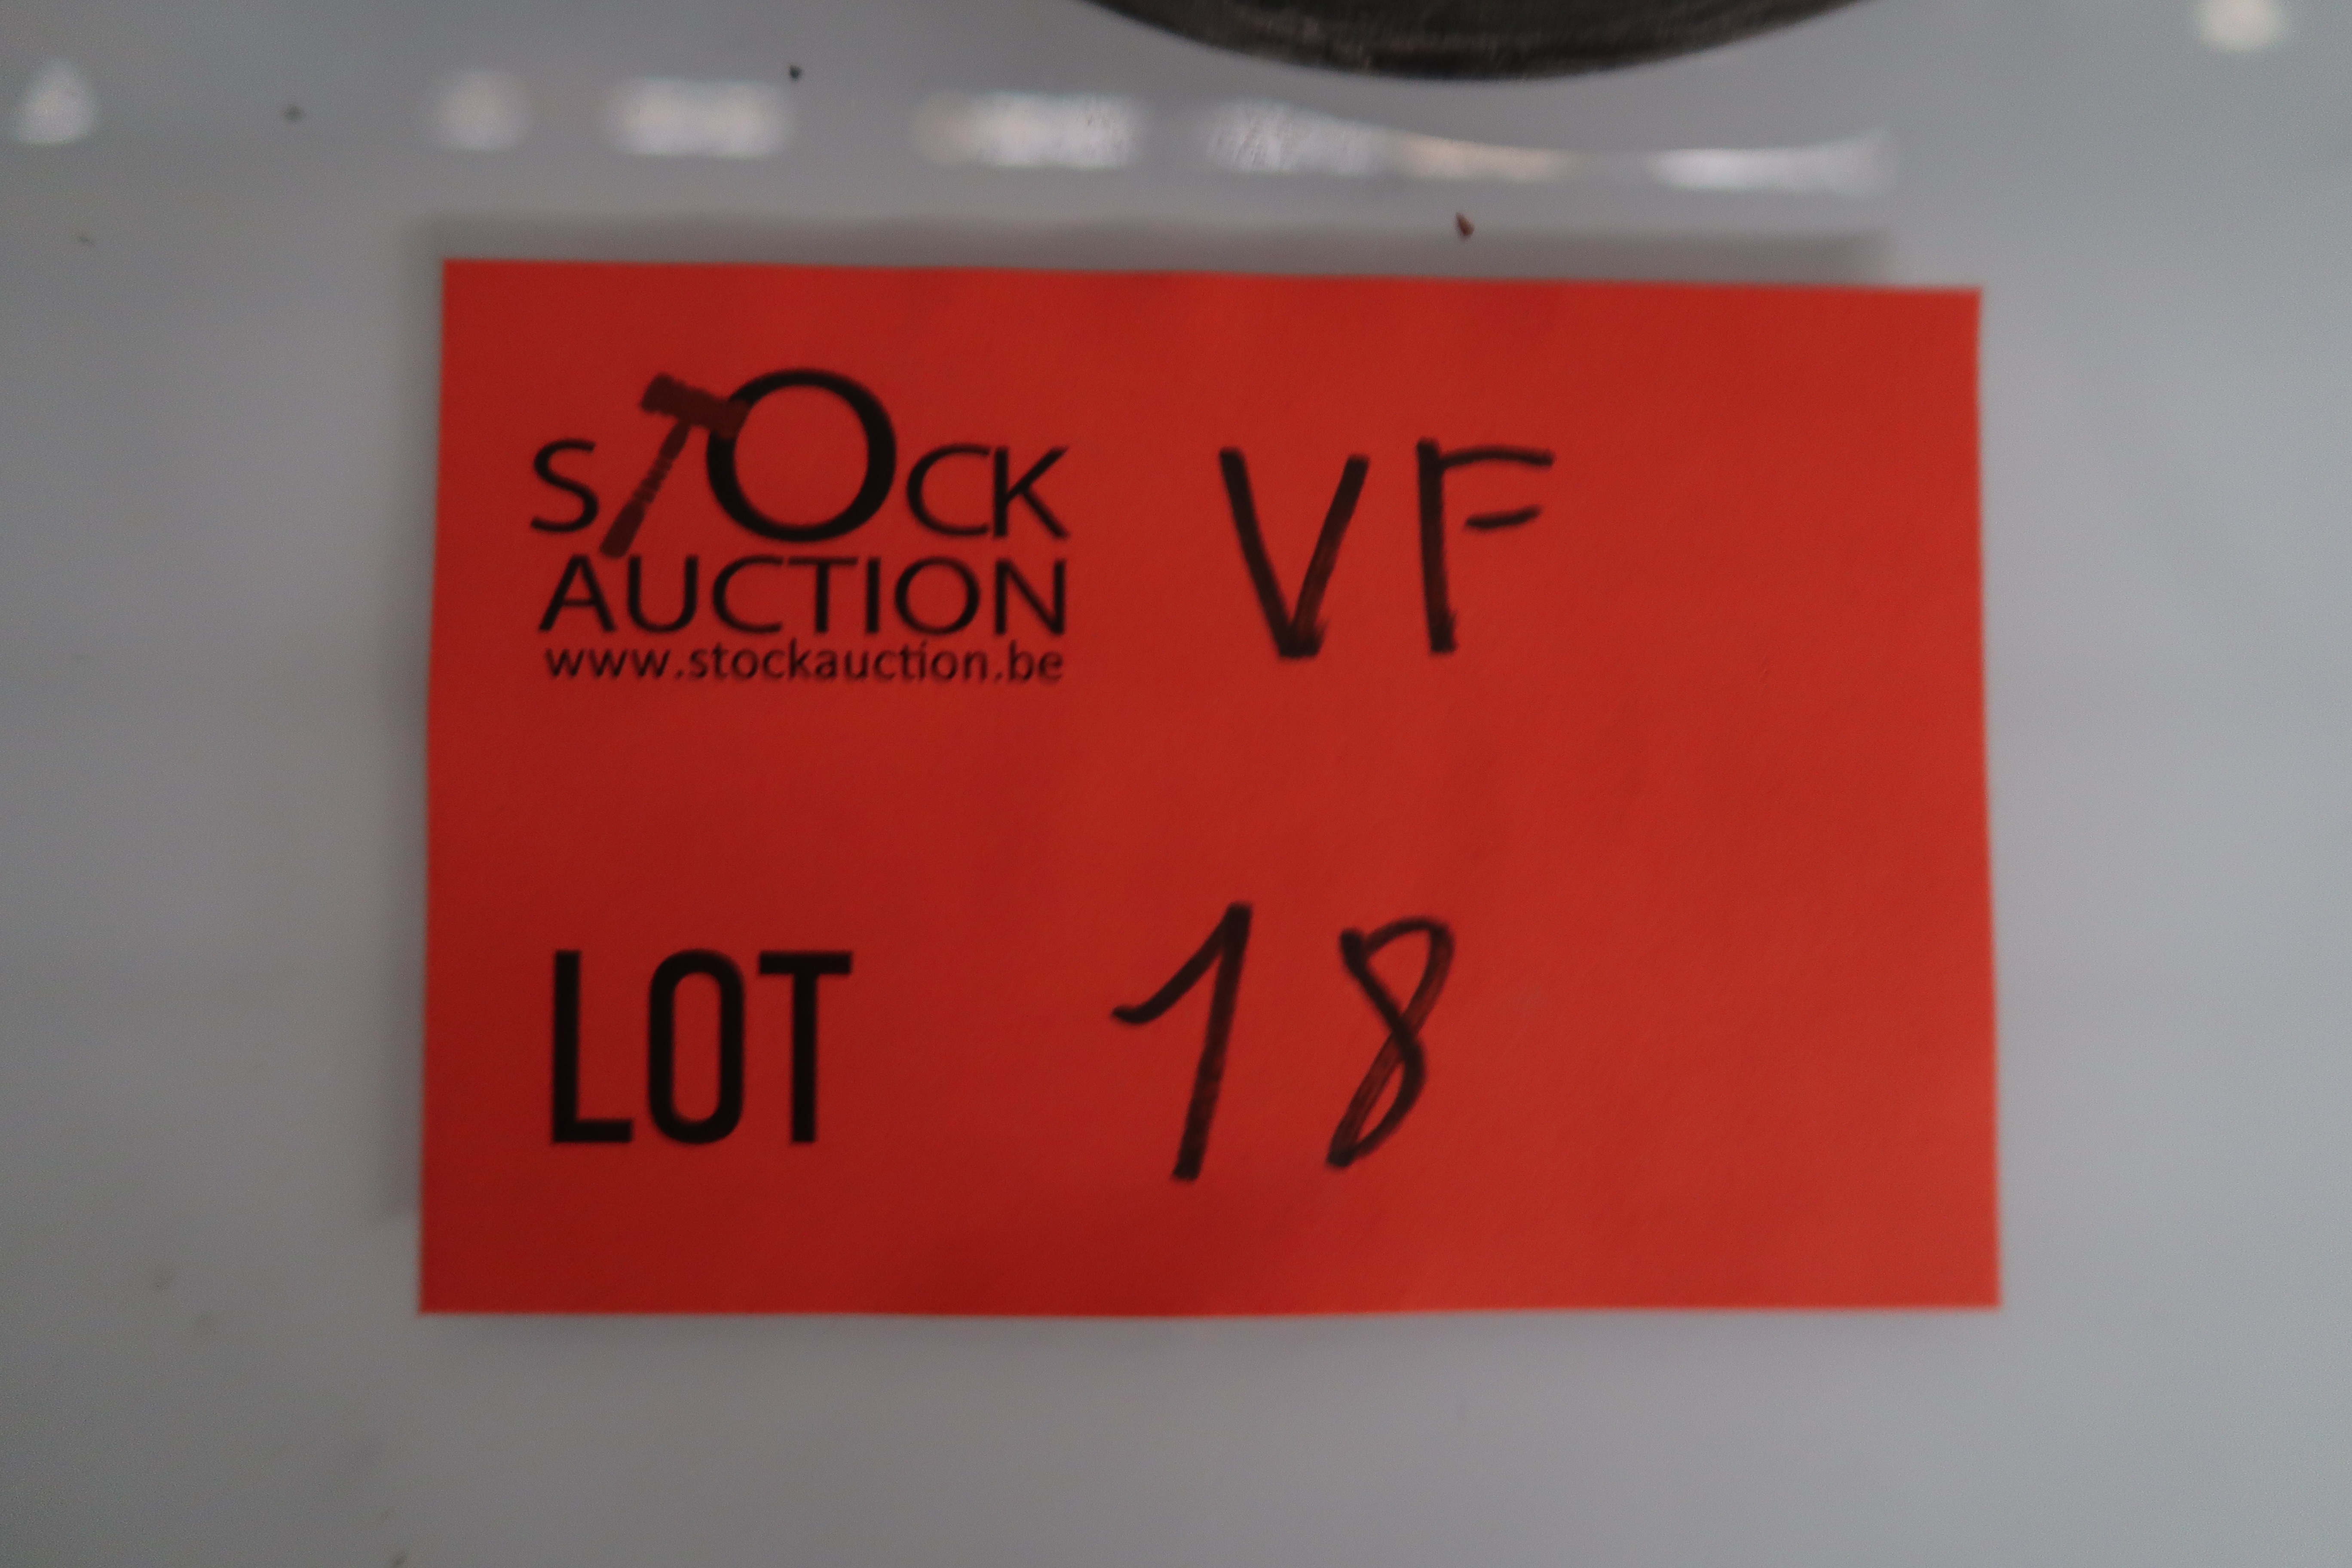 STOCK VF
AUCTION
www.stockauction.be
LOT 18